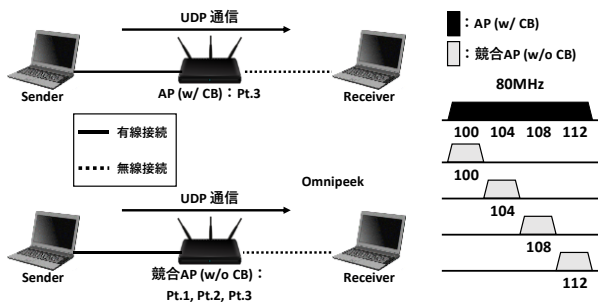 UDP 通信
Sender
AP (w/ CB)：Pt.3
Receiver
有線接続
無線接続
Omnipeek
UDP 通信
Sender
競合AP (w/o CB)：
Pt.1, Pt.2, Pt.3
Receiver
：AP (w/ CB)
：競合AP (w/o CB)
80MHz
100 104 108 112
100
104
108
112